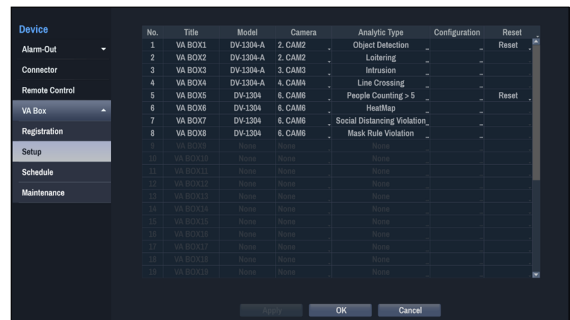 Device
Alarm-Out
Connector
Remote Control
VA Box
Registration
Setup
Schedule
Maintenance
No. Title Model Camera Analytic Type Configuration Reset
1 VA BOX1 DV-1304-A 2. CAM2 Object Detection .. Reset
2 VA BOX2 DV-1304-A 2. CAM2 Loitering ..
3 VA BOX3 DV-1304-A 3. CAM3 Intrusion ..
4 VA BOX4 DV-1304-A 4. CAM4 Line Crossing ..
5 VA BOX5 DV-1304 6. CAM6 People Counting > 5 .. Reset
6 VA BOX6 DV-1304 6. CAM6 HeatMap ..
7 VA BOX7 DV-1304 6. CAM6 Social Distancing Violation ..
8 VA BOX8 DV-1304 6. CAM6 Mask Rule Violation ..
9 VA BOX9 None None None
10 VA BOX10 None None None
11 VA BOX11 None None None
12 VA BOX12 None None None
13 VA BOX13 None None None
14 VA BOX14 None None None
15 VA BOX15 None None None
16 VA BOX16 None None None
17 VA BOX17 None None None
18 VA BOX18 None None None
19 VA BOX19 None None None
Apply OK Cancel